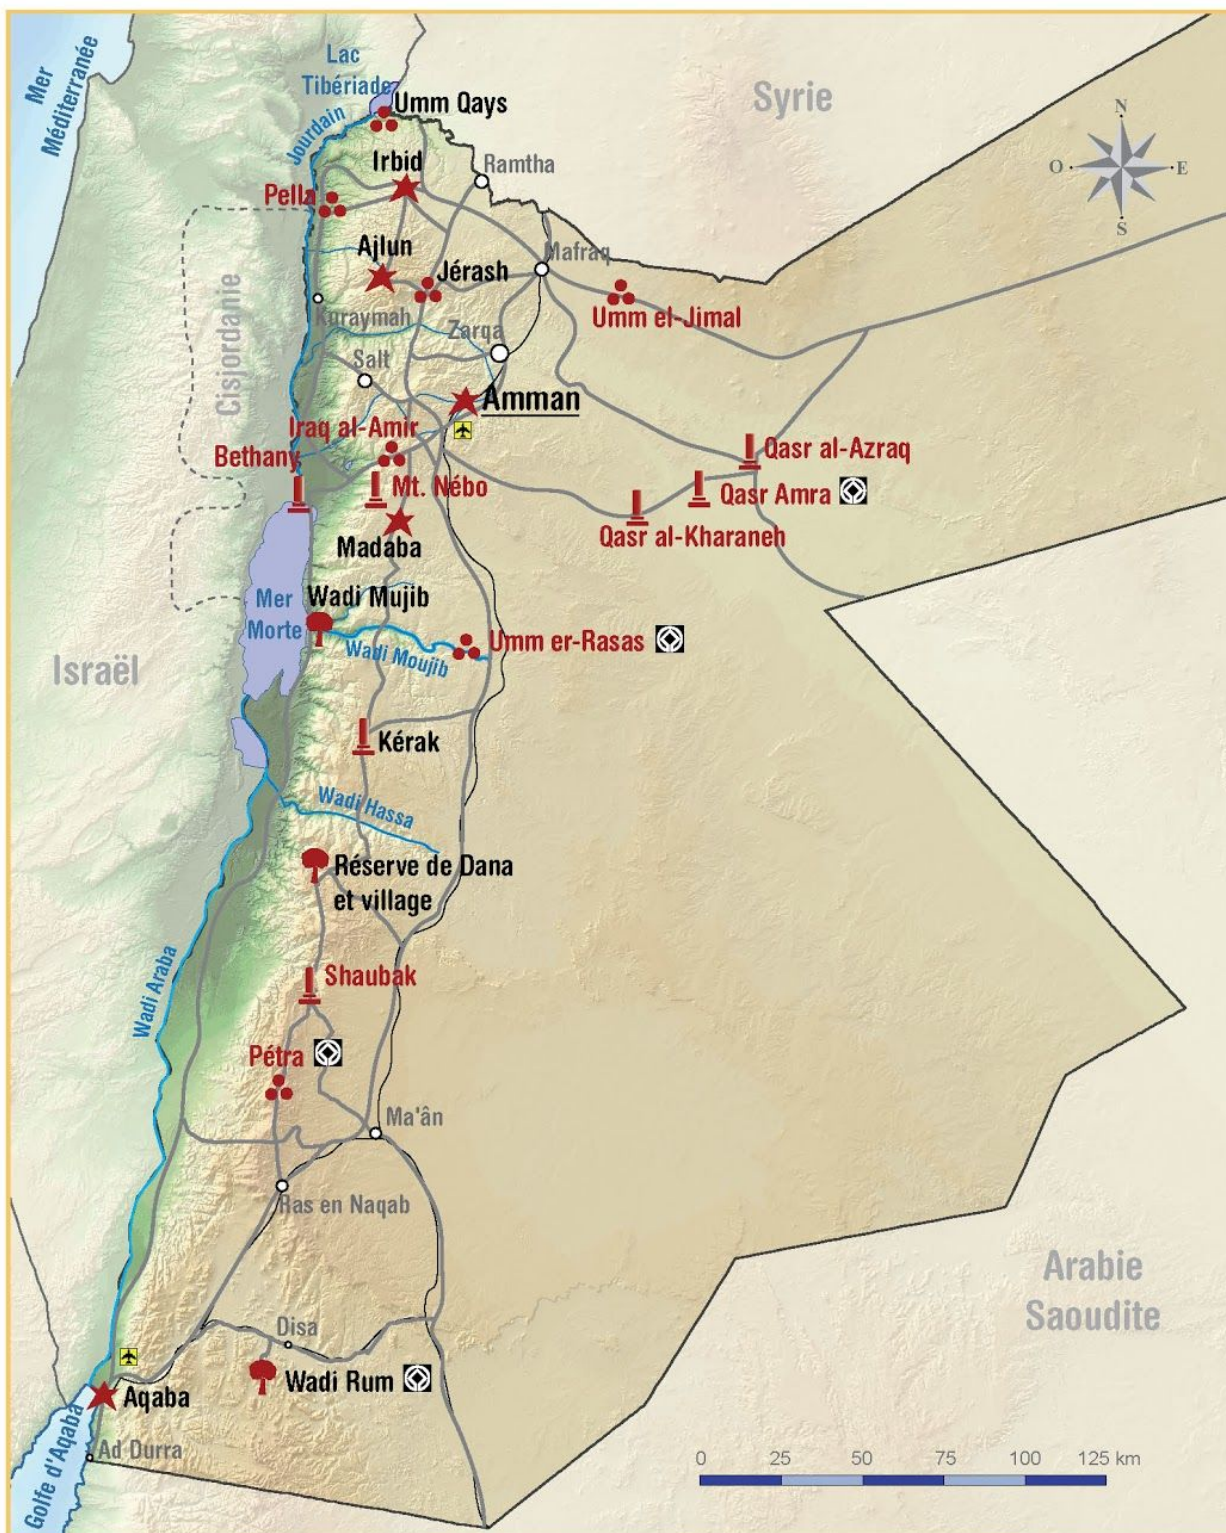 Mer
Méditerranée
Lac
Tibériade
Jourdain
Umm Qays
Syrie
N
O
E
S
Irbid
Ramtha
Pella
Ajlun
Jérash
Mafraq
Umm el-Jimal
Kuraymah
Zarqa
Cisjordanie
Salt
Amman
Iraq al-Amir
Bethany
Mt. Nébo
Qasr al-Azraq
Qasr Amra
Qasr al-Kharaneh
Madaba
Mer
Morte
Wadi Mujib
Wadi Moujib
Umm er-Rasas
Israël
Kérak
Wadi Hassa
Réserve de Dana
et village
Wadi Araba
Shaubak
Pétra
Ma'ân
Ras en Naqab
Arabie
Saoudite
Disa
Wadi Rum
Aqaba
Golfe d'Aqaba
Ad Durra
0 25 50 75 100 125 km